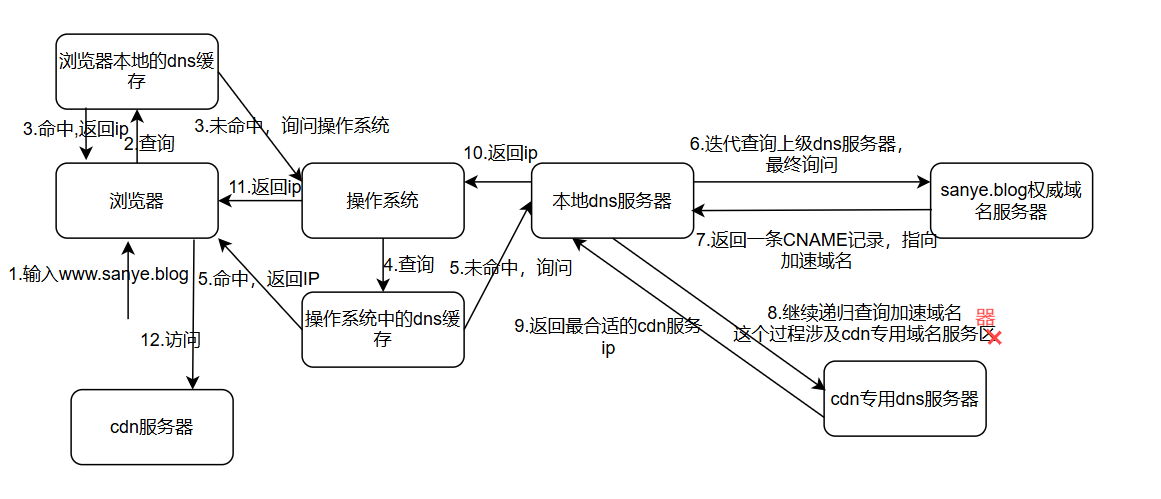 浏览器本地的dns缓
存
3.命中,返回ip
2.查询
3.未命中，询问操作系统
10.返回ip
6.迭代查询上级dns服务器，
最终询问
浏览器
11.返回ip
操作系统
本地dns服务器
sanye.blog权威域
名服务器
7.返回一条CNAME记录，指向
加速域名
1.输入www.sanye.blog
5.命中，返回IP
4.查询
5.未命中，询问
操作系统中的dns缓
存
9.返回最合适的cdn服务
ip
8.继续递归查询加速域名
器
这个过程涉及cdn专用域名服务区
12.访问
cdn服务器
cdn专用dns服务器